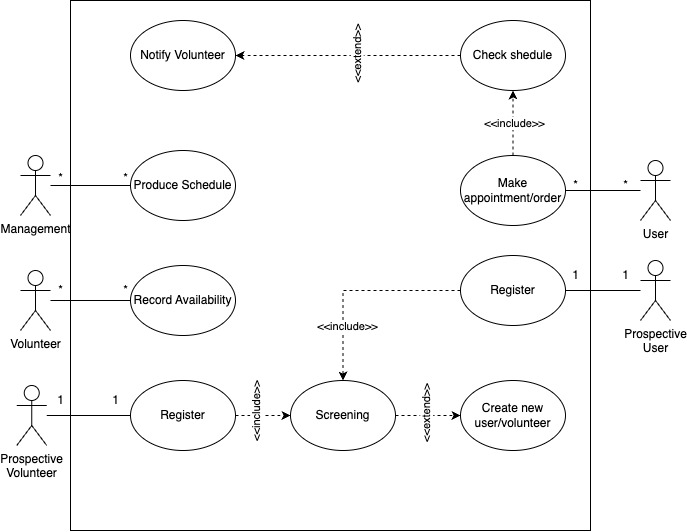 Notify Volunteer
<<extend>>
Check shedule
<<include>>
Management
*
*
Produce Schedule
Make
appointment/order
*
*
User
Volunteer
*
*
Record Availability
Register
1
1
Prospective
User
<<include>>
Prospective
Volunteer
1
1
Register
<<include>>
Screening
<<extend>>
Create new
user/volunteer